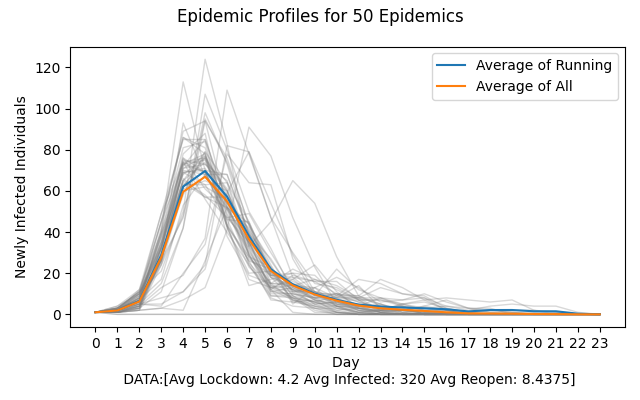 Epidemic Profiles for 50 Epidemics
Newly Infected Individuals
120
100
80
60
40
20
0
Average of Running
Average of All
0 1 2 3 4 5 6 7 8 9 10 11 12 13 14 15 16 17 18 19 20 21 22 23
Day
DATA:[Avg Lockdown: 4.2 Avg Infected: 320 Avg Reopen: 8.4375]